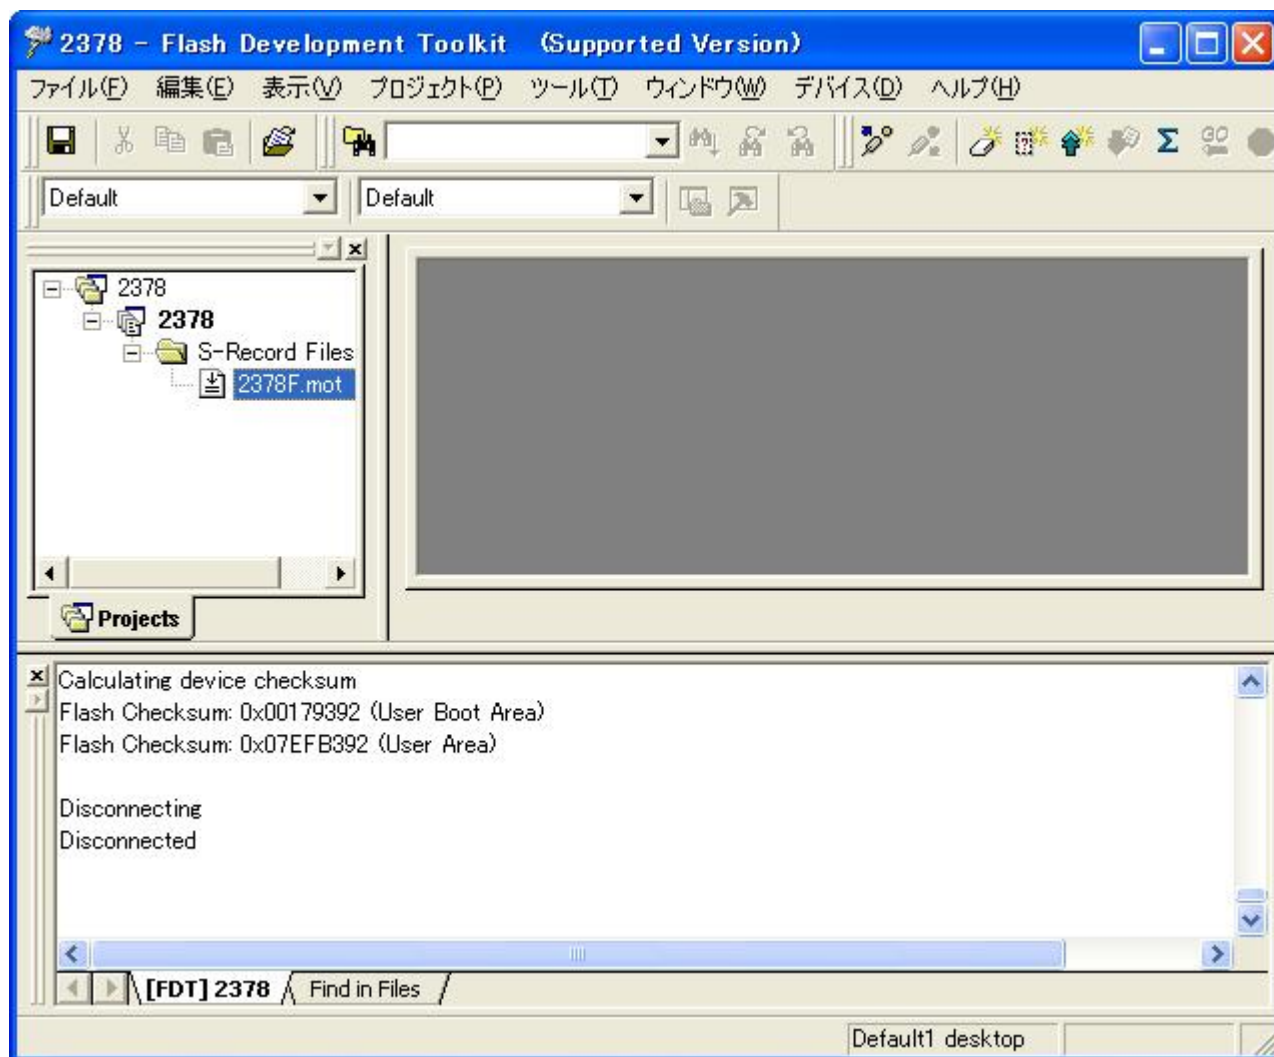 2378 - Flash Development Toolkit (Supported Version)
ファイル(F) 編集(E) 表示(V) プロジェクト(P) ツール(T) ウィンドウ(W) デバイス(D) ヘルプ(H)
Default Default
2378
2378
S-Record Files
2378F.mot
Projects
Calculating device checksum
Flash Checksum: 0x00179392 (User Boot Area)
Flash Checksum: 0x07EFB392 (User Area)
Disconnecting
Disconnected
[FDT] 2378 Find in Files
Default1 desktop